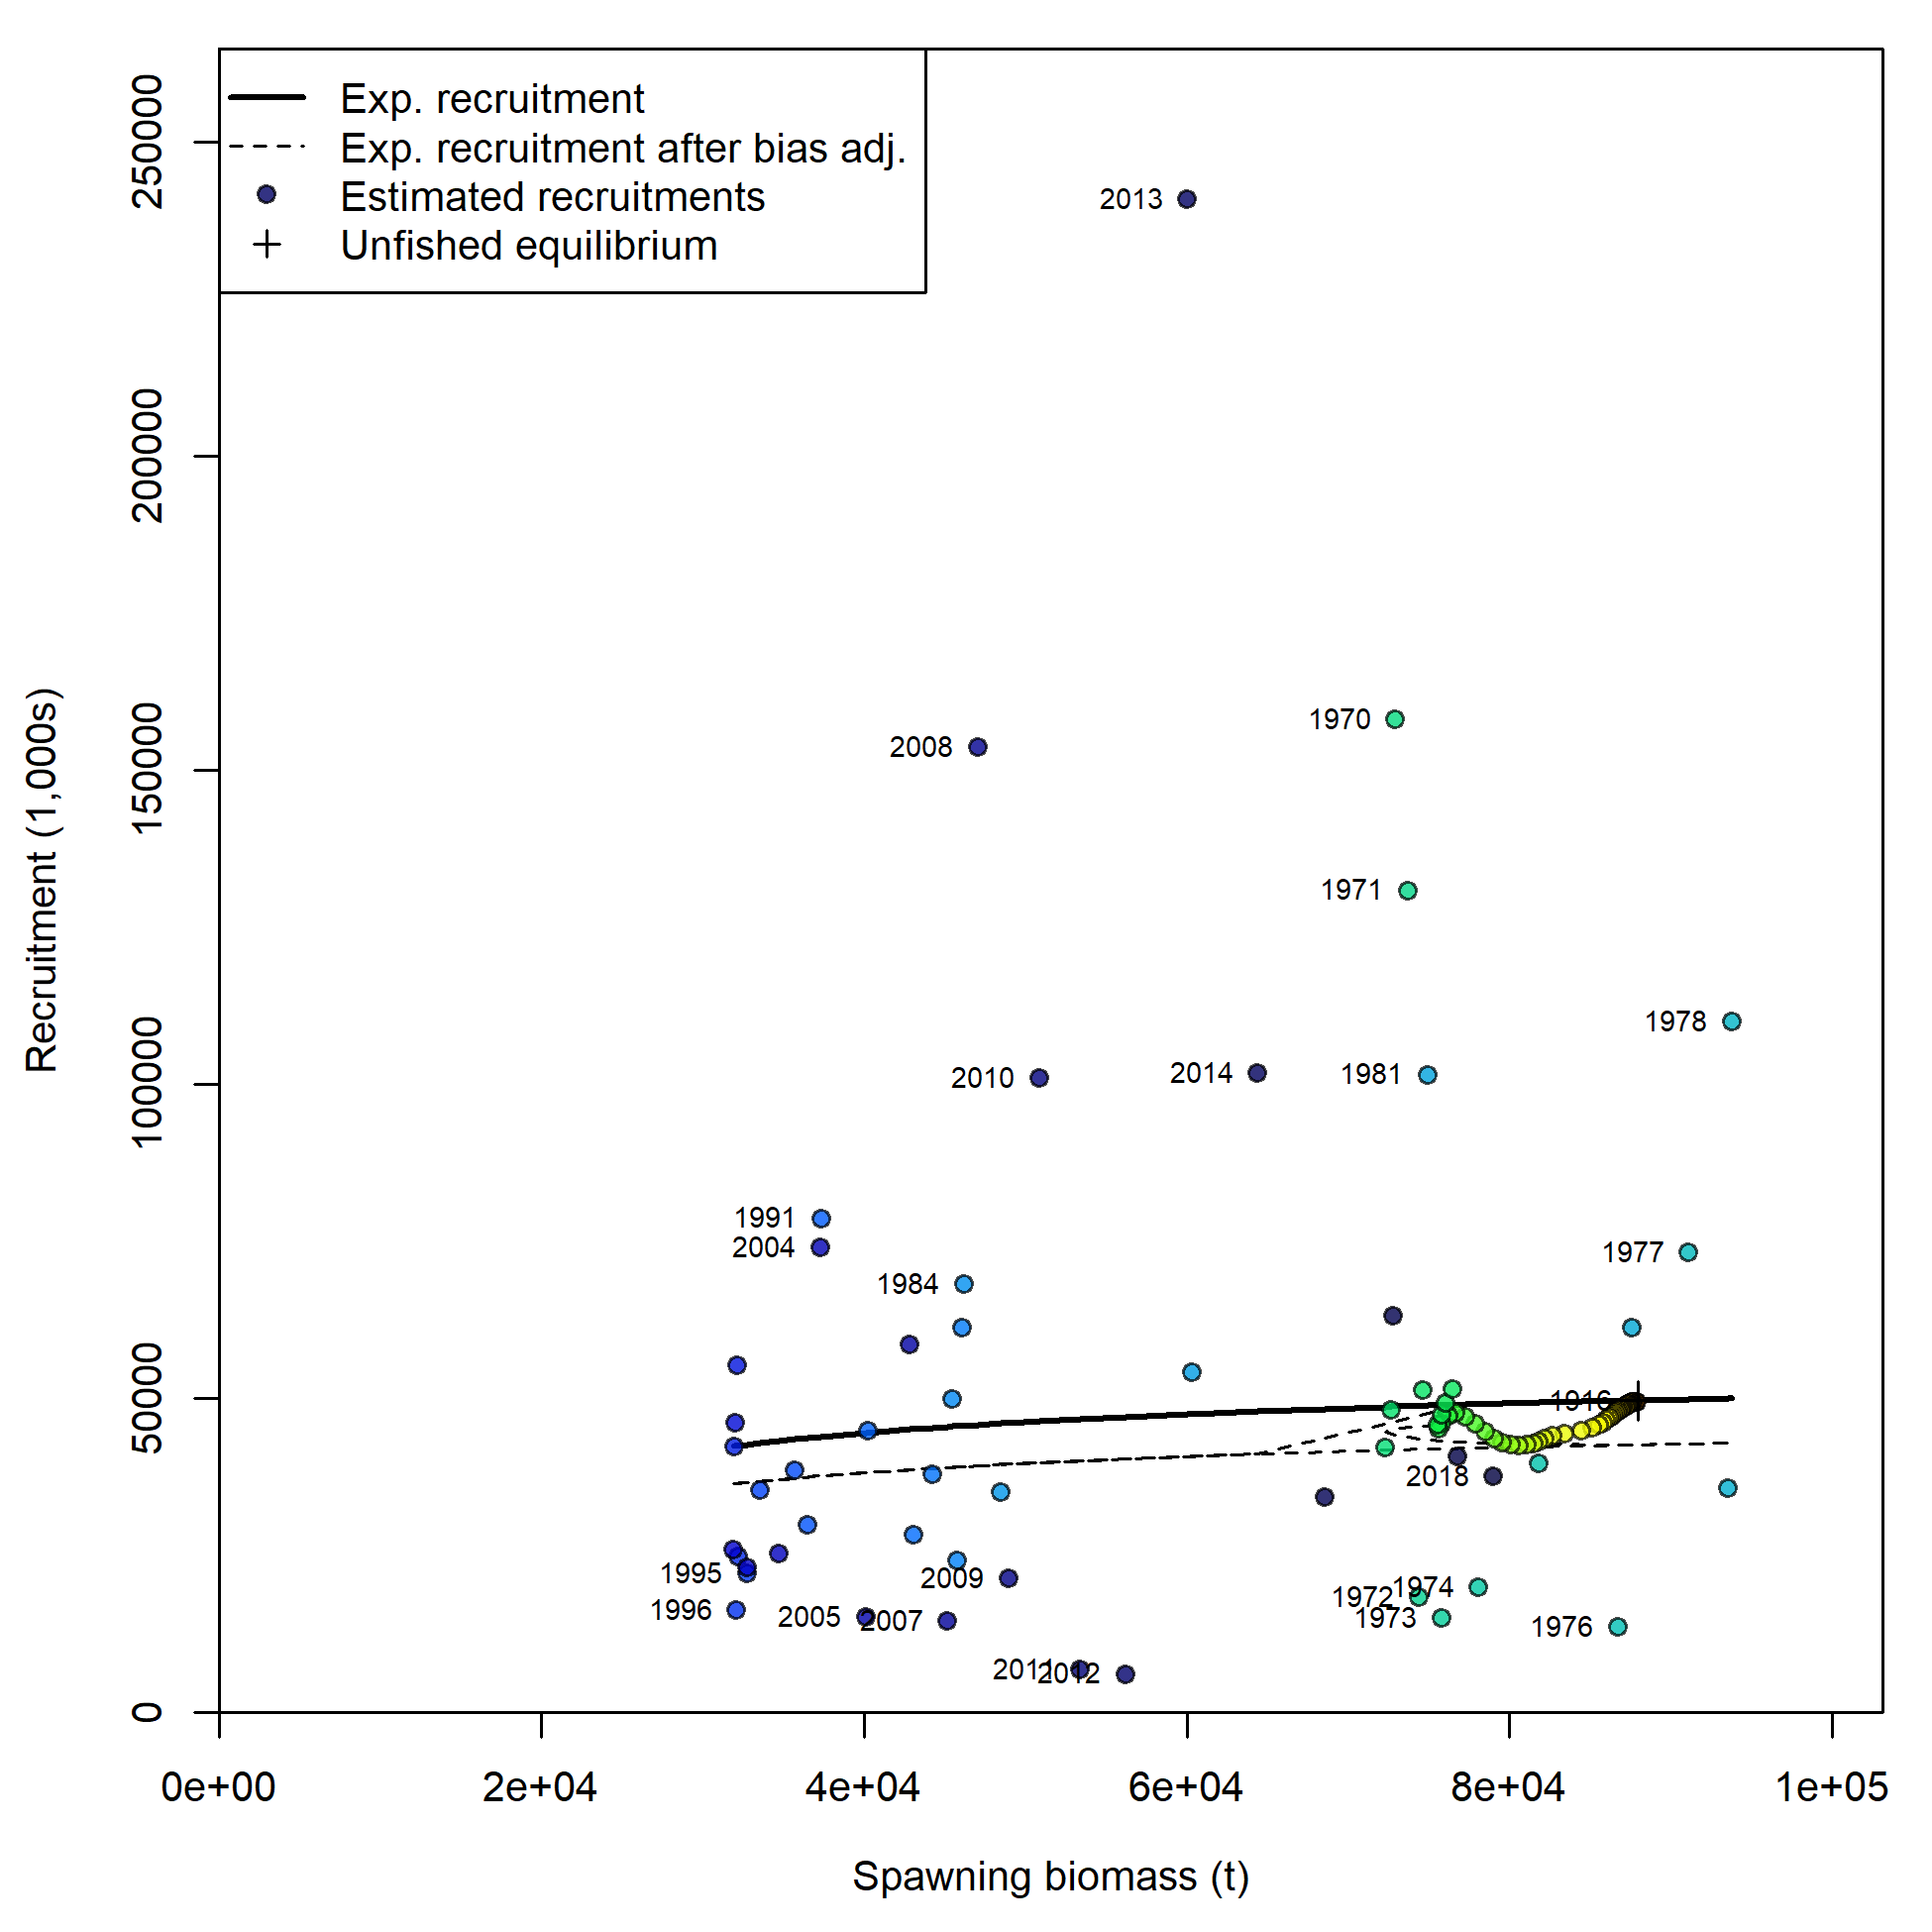 Exp. recruitment
Exp. recruitment after bias adj.
Estimated recruitments
Unfished equilibrium
250000
200000
150000
100000
50000
0
Recruitment (1,000s)
2013
1970
2008
1971
1978
2010
2014
1981
1991
2004
1984
1977
1916
2018
1995
1996
2009
2005
2007
1972
1974
1973
1976
2011
2012
0e+00
2e+04
4e+04
6e+04
8e+04
1e+05
Spawning biomass (t)